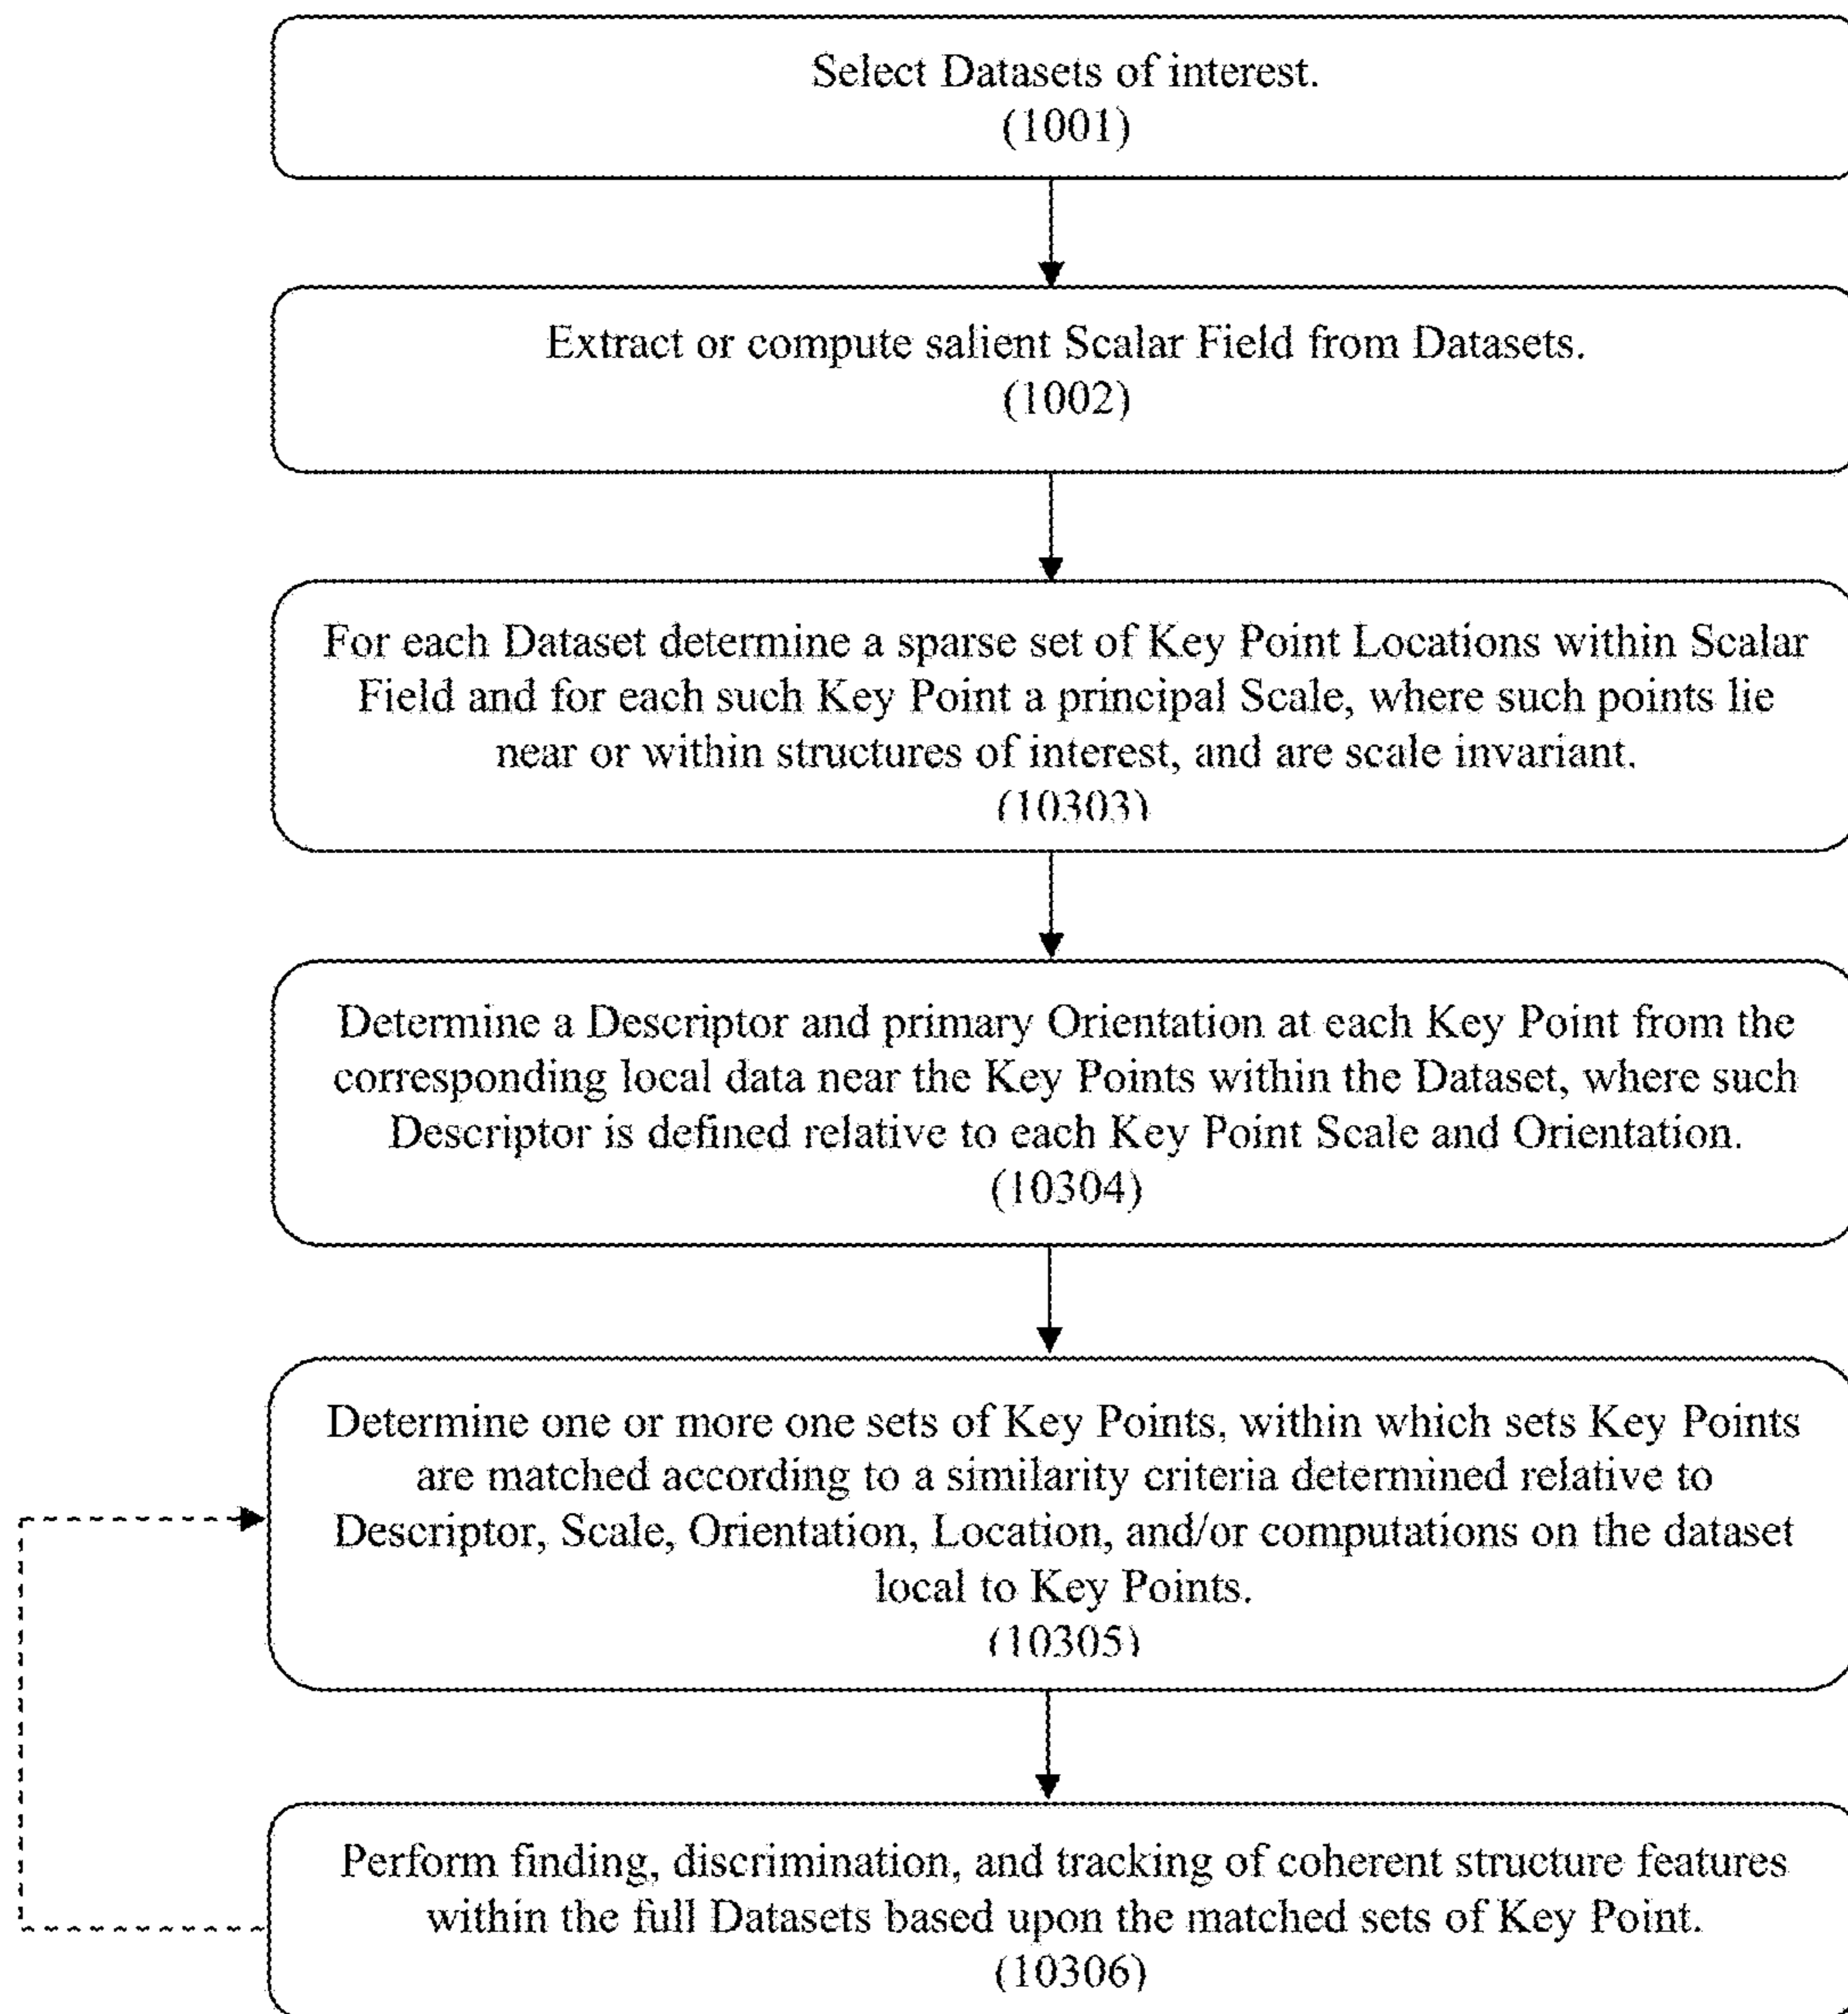 Select Datasets of interest.
(1001)
Extract or compute salient Scalar Field from Datasets.
(1002)
For each Dataset determine a sparse set of Key Point Locations within Scalar
Field and for each such Key Point a principal Scale, where such points lie
near or within structures of interest, and are scale invariant.
(10303)
Determine a Descriptor and primary Orientation at each Key Point from the
corresponding local data near the Key Points within the Dataset, where such
Descriptor is defined relative to each Key Point Scale and Orientation.
(10304)
Determine one or more one sets of Key Points, within which sets Key Points
are matched according to a similarity criteria determined relative to
Descriptor, Scale, Orientation, Location, and/or computations on the dataset
local to Key Points.
(10305)
Perform finding, discrimination, and tracking of coherent structure features
within the full Datasets based upon the matched sets of Key Point.
(10306)